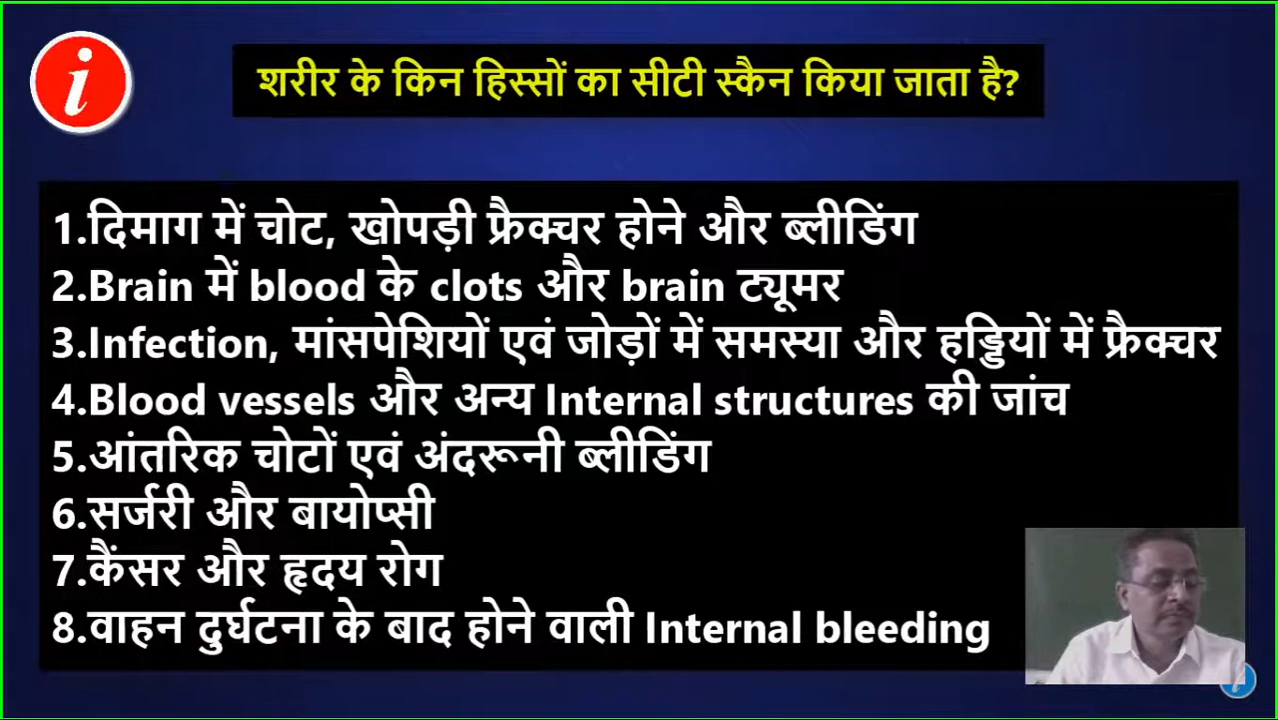 शरीर के किन हिस्सों का सीटी स्कैन किया जाता है?
1.दिमाग में चोट, खोपड़ी फ्रैक्चर होने और ब्लीडिंग
2.Brain में blood के clots और brain ट्यूमर
3.Infection, मांसपेशियों एवं जोड़ों में समस्या और हड्डियों में फ्रैक्चर
4.Blood vessels और अन्य Internal structures की जांच
5.आंतरिक चोटों एवं अंदरूनी ब्लीडिंग
6.सर्जरी और बायोप्सी
7.कैंसर और हृदय रोग
8.वाहन दुर्घटना के बाद होने वाली Internal bleeding